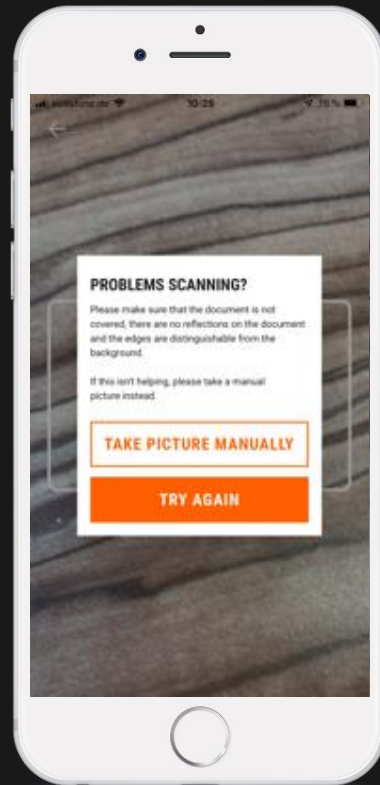 10:25
76 %
PROBLEMS SCANNING?
Please make sure that the document is not
covered, there are no reflections on the document
and the edges are distinguishable from the
background.
If this isn't helping, please take a manual
picture instead.
TAKE PICTURE MANUALLY
TRY AGAIN